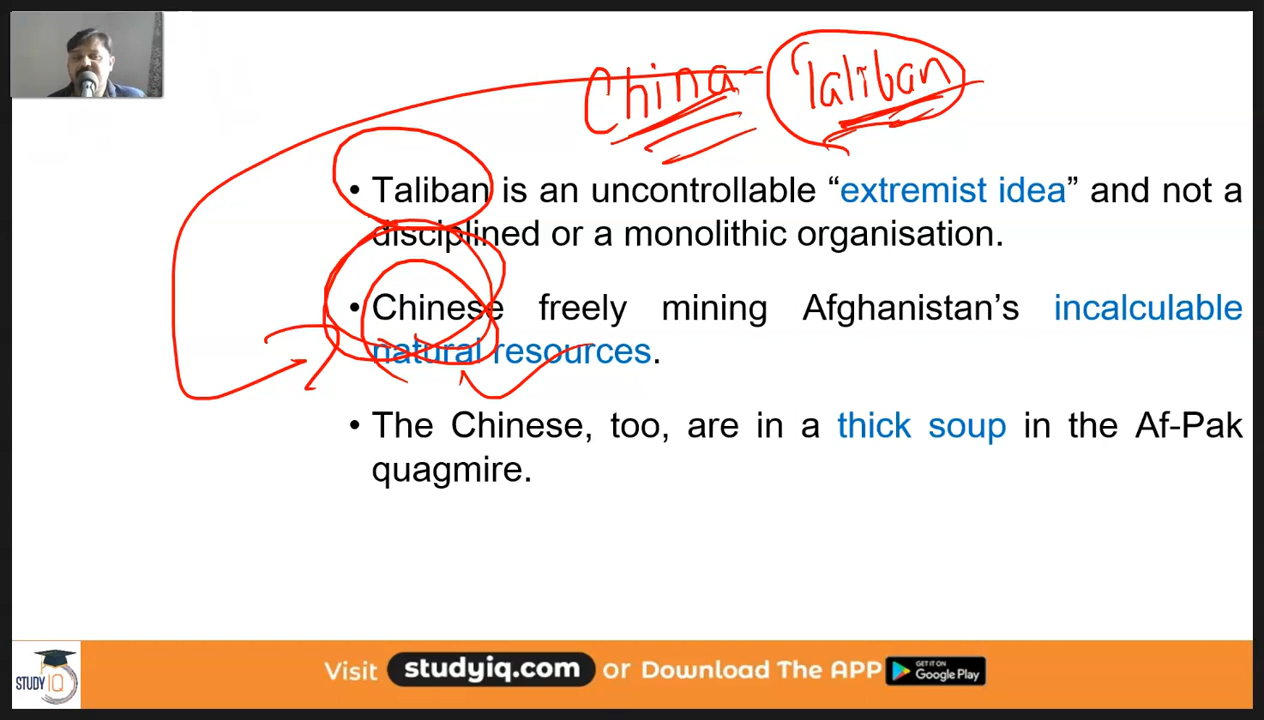 China Taliban
• Taliban is an uncontrollable “extremist idea” and not a
disciplined or a monolithic organisation.
• Chinese freely mining Afghanistan’s incalculable
natural resources.
• The Chinese, too, are in a thick soup in the Af-Pak
quagmire.
STUDY IQ
Visit studyiq.com or Download The APP GET IT ON
Google Play